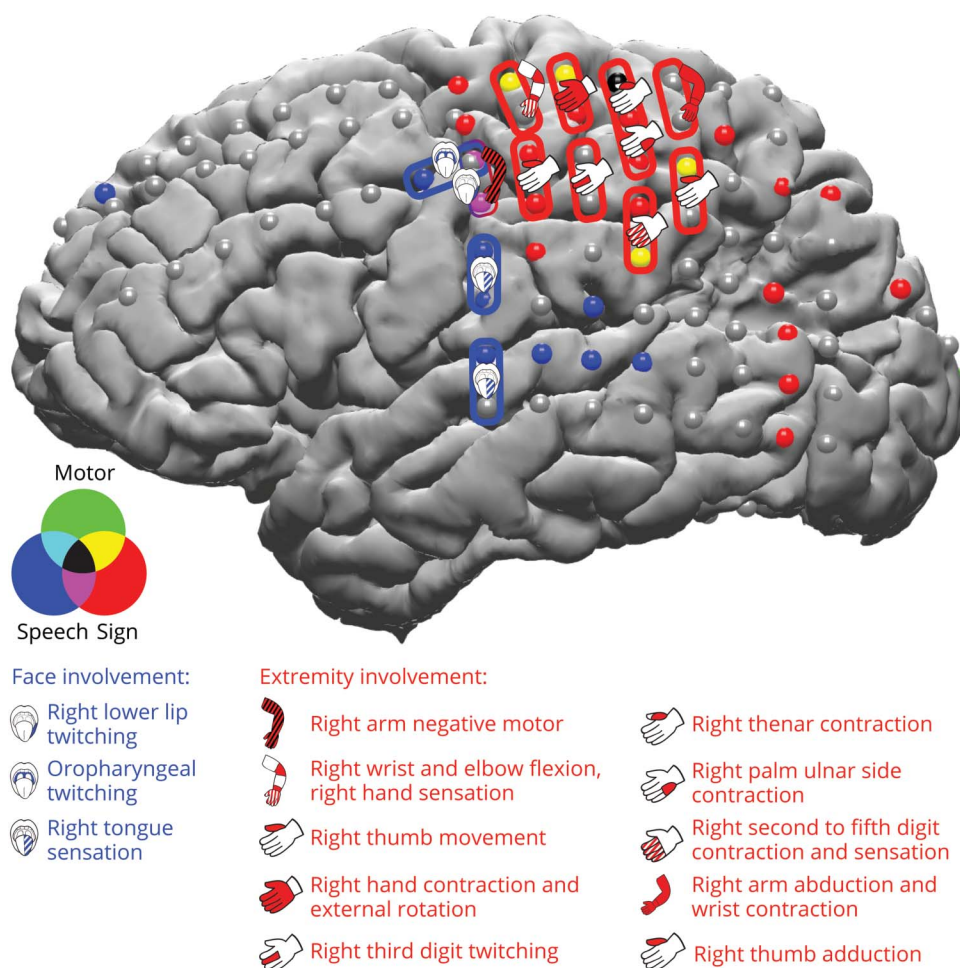 Motor
Speech Sign
Face involvement:
Right lower lip
twitching
Oropharyngeal
twitching
Right tongue
sensation
Extremity involvement:
Right arm negative motor
Right wrist and elbow flexion,
right hand sensation
Right thumb movement
Right hand contraction and
external rotation
Right third digit twitching
Right thenar contraction
Right palm ulnar side
contraction
Right second to fifth digit
contraction and sensation
Right arm abduction and
wrist contraction
Right thumb adduction